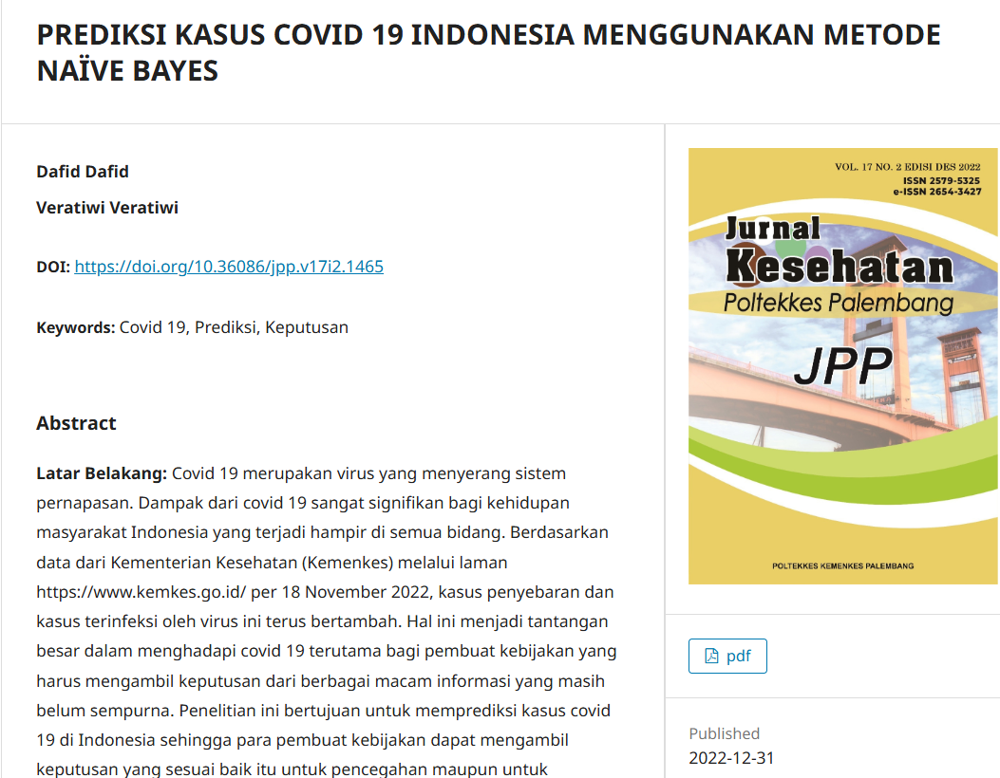 PREDIKSI KASUS COVID 19 INDONESIA MENGGUNAKAN METODE
NAÏVE BAYES
Dafid Dafid
Veratiwi Veratiwi
DOI: https://doi.org/10.36086/jpp.v17i2.1465
Keywords: Covid 19, Prediksi, Keputusan
Abstract
Latar Belakang: Covid 19 merupakan virus yang menyerang sistem
pernapasan. Dampak dari covid 19 sangat signifikan bagi kehidupan
masyarakat Indonesia yang terjadi hampir di semua bidang. Berdasarkan
data dari Kementerian Kesehatan (Kemenkes) melalui laman
https://www.kemkes.go.id/ per 18 November 2022, kasus penyebaran dan
kasus terinfeksi oleh virus ini terus bertambah. Hal ini menjadi tantangan
besar dalam menghadapi covid 19 terutama bagi pembuat kebijakan yang
harus mengambil keputusan dari berbagai macam informasi yang masih
belum sempurna. Penelitian ini bertujuan untuk memprediksi kasus covid
19 di Indonesia sehingga para pembuat kebijakan dapat mengambil
keputusan yang sesuai baik itu untuk pencegahan maupun untuk
VOL. 17 NO. 2 EDISI DES 2022
ISSN 2579-5325
e-ISSN 2654-3427
Jurnal
Kesehatan
Poltekkes Palembang
JPP
POLTEKKES KEMENKES PALEMBANG
pdf
Published
2022-12-31